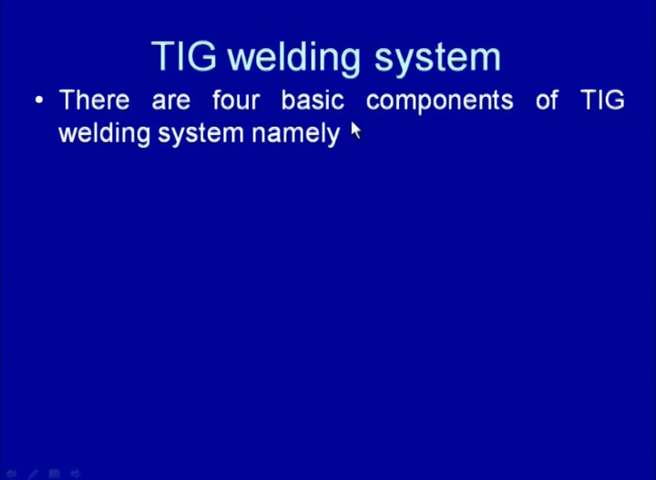 TIG welding system
• There are four basic components of TIG
welding system namely